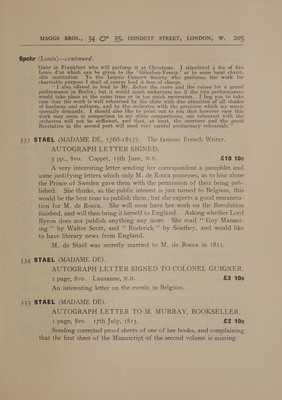 MAGGS BROS., 34 & 35, CONDUIT STREET, LONDON, W. 205
Spohr (Louis)—continued.
Guhr in Frankfort who will perform it at Christmas. I stipulated a fee of five
Louis d'or which can be given to the "Griechen-Verein" or to some local charit-
able institution. To the Leipsic Concert Society who performs the work for
charitable purpose I shall of course lend it free of charge.
"I also offered to lend to Mr. Zelter the score and the voices for a grand
performance in Berlin; but it would much endanger me if the two performances
would take place at the same time or in too quick succession. I beg you to take
care that the work is well rehearsed by the choir with due attention of all shades
of loudness and softness, and by the orchestra with the precision which my music
specially demands. I should also like to point out to you that however easy this
work may seem in comparison to my other compositions, one rehearsal with the
orchestra will not be sufficient, and that, at least, the overture and the great
Recitative in the second part will need very careful preliminary rehearsals."
533 STAEL (MADAME DE, 1766-1817). The famous French Writer.
AUTOGRAPH LETTER SIGNED.
3 pp., 8vo. Coppet, 15th June, N.Y. £10 10s
A very interesting letter sending her correspondent a pamphlet and
some justifying letters which only M. de Rocca possesses, as to him alone
the Prince of Sweden gave them with the permission of their being pub-
lished. She thinks, as the public interest is just turned to Belgium, this
would be the best time to publish them; but she expects a good remunera-
tion for M. de Rocca. She will soon have her work on the Revolution
finished, and will then bring it herself to England. Asking whether Lord
Byron does not publish anything any more. She read "Guy Manner-
ing" by Walter Scott, and "Roderick" by Southey, and would like
to have literary news from England.
M. de Staël was secretly married to M. de Rocca in 1811.
534 STAEL (MADAME DE).
AUTOGRAPH LETTER SIGNED TO COLONEL GUIGNER.
1 page, 8vo. Lausanne, N.D. £3 10s
An interesting letter on the events in Belgium.
535 STAEL (MADAME DE).
AUTOGRAPH LETTER TO M. MURRAY, BOOKSELLER.
1 page, 8vo. 17th July, 1813. £2 10s
Sending corrected proof sheets of one of her books, and complaining
that the first sheet of the Manuscript of the second volume is missing.